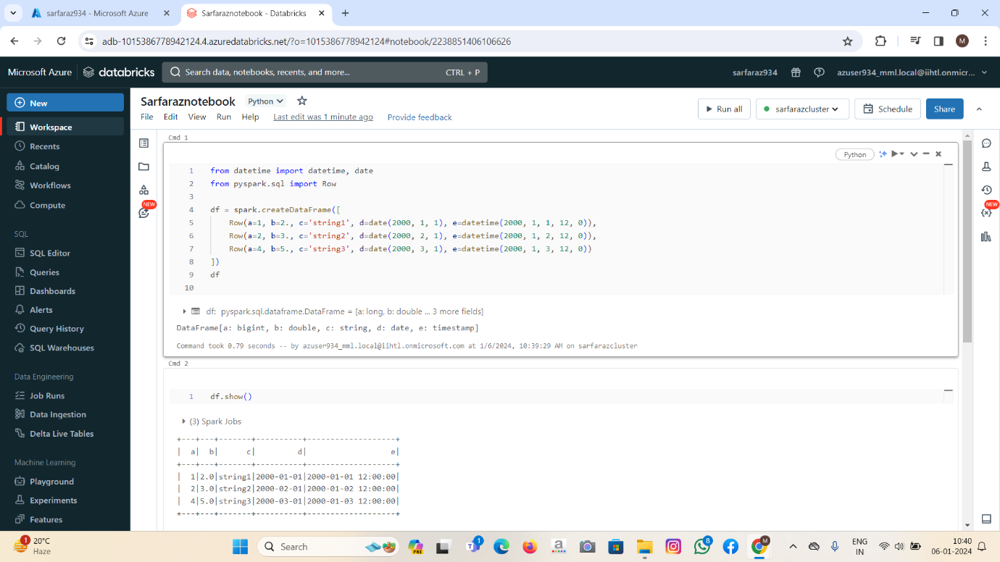 sarfaraz934 - Microsoft Azure
Sarfaraznotebook - Databricks
adb-1015386778942124.4.azuredatabricks.net/?o=1015386778942124#notebook/2238851406106626
M
Microsoft Azure
databricks
Search data, notebooks, recents, and more...
CTRL + P
sarfaraz934
azuser934_mml.local@iihtl.onmicr...
New
Workspace
Recents
Catalog
Workflows
Compute
SQL
SQL Editor
Queries
Dashboards
Alerts
Query History
SQL Warehouses
Data Engineering
Job Runs
Data Ingestion
Delta Live Tables
Machine Learning
Playground
Experiments
Features
Sarfaraznotebook
Python
File Edit View Run Help Last edit was 1 minute ago Provide feedback
Run all
sarfarazcluster
Schedule
Share
NEW
NEW
Cmd 1
Python
1 from datetime import datetime, date
2 from pyspark.sql import Row
3
4 df = spark.createDataFrame([
5 Row(a=1, b=2., c='string1', d=date(2000, 1, 1), e=datetime(2000, 1, 1, 12, 0)),
6 Row(a=2, b=3., c='string2', d=date(2000, 2, 1), e=datetime(2000, 1, 2, 12, 0)),
7 Row(a=4, b=5., c='string3', d=date(2000, 3, 1), e=datetime(2000, 1, 3, 12, 0))
8 ])
9 df
10
df: pyspark.sql.dataframe.DataFrame = [a: long, b: double ... 3 more fields]
DataFrame[a: bigint, b: double, c: string, d: date, e: timestamp]
Command took 0.79 seconds -- by azuser934_mml.local@iihtl.onmicrosoft.com at 1/6/2024, 10:39:29 AM on sarfarazcluster
Cmd 2
1 df.show()
(3) Spark Jobs
+---+---+-------+----------+-------------------+
|  a|  b|      c|         d|                  e|
+---+---+-------+----------+-------------------+
|  1|2.0|string1|2000-01-01|2000-01-01 12:00:00|
|  2|3.0|string2|2000-02-01|2000-01-02 12:00:00|
|  4|5.0|string3|2000-03-01|2000-01-03 12:00:00|
+---+---+-------+----------+-------------------+
1
20°C
Haze
Search
PRE
1
a
8
M
ENG
IN
10:40
06-01-2024